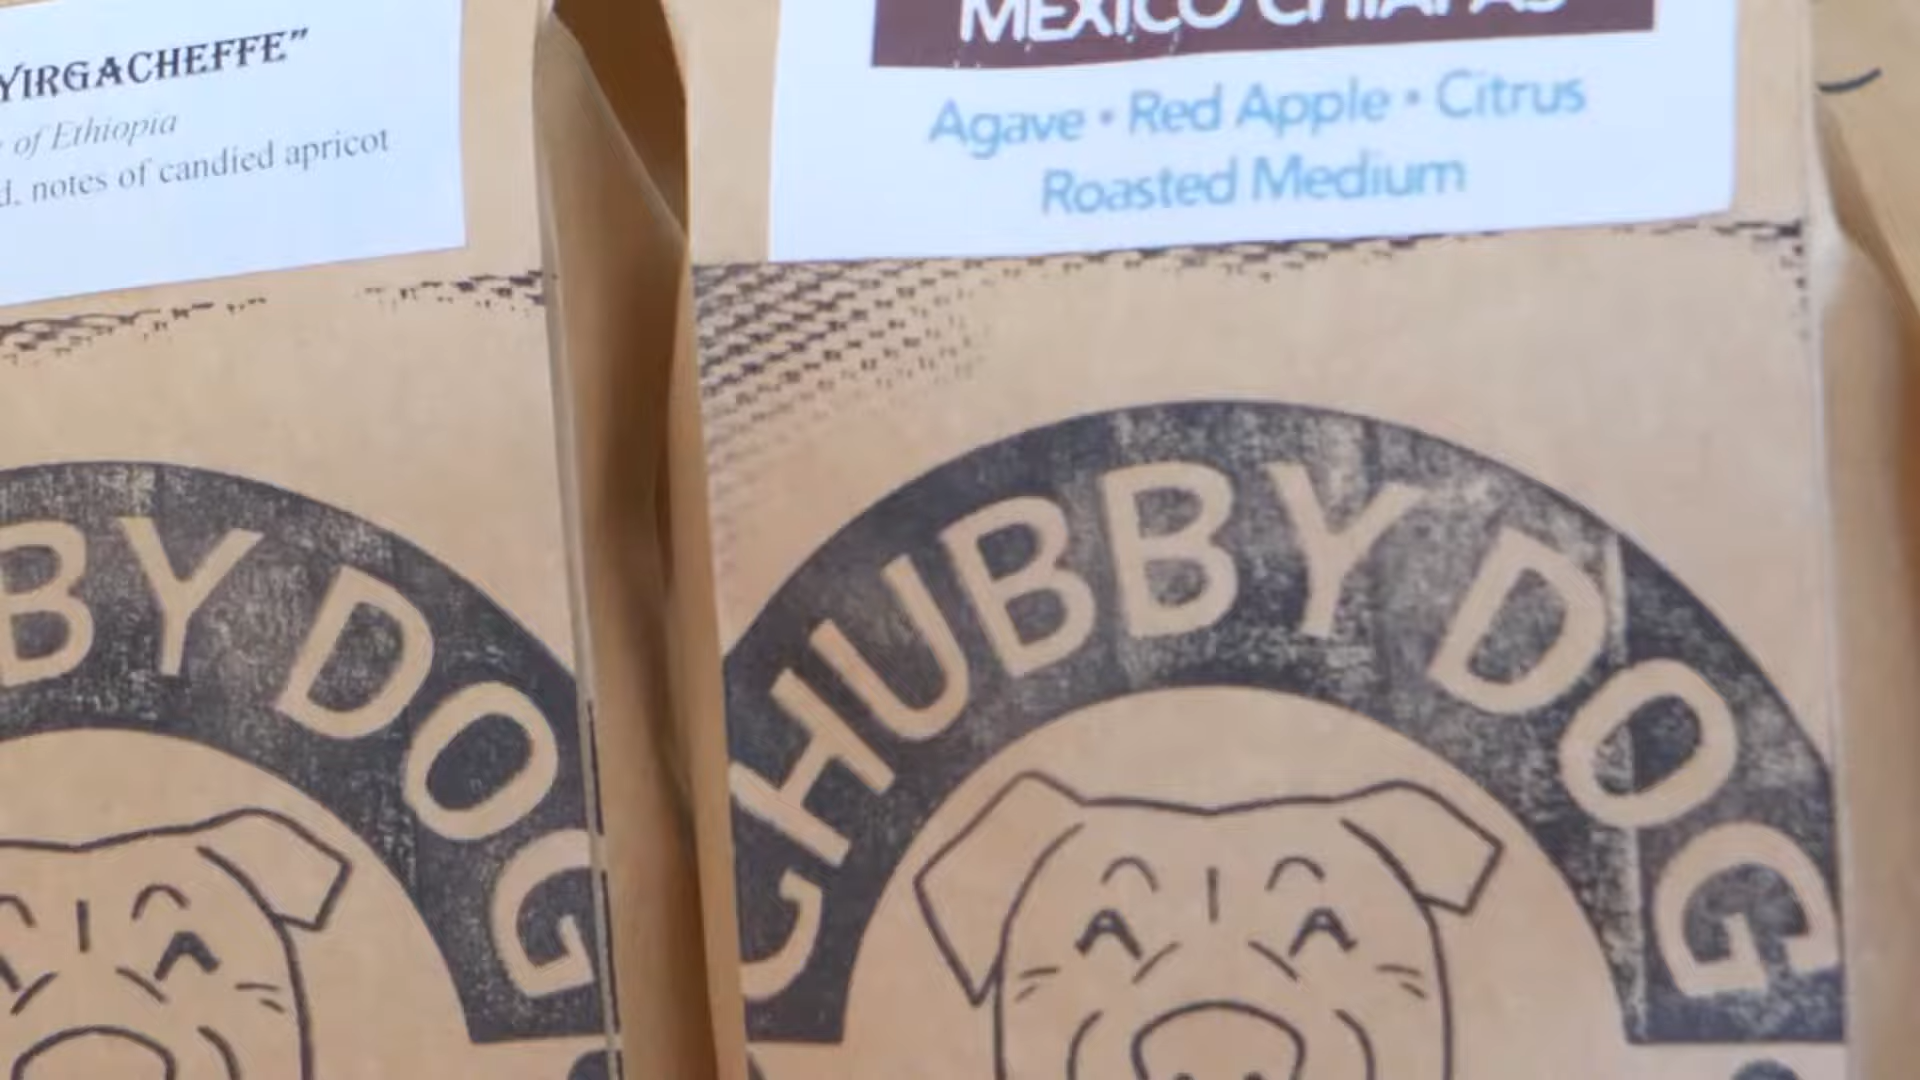 YIRGACHEFFE”
of Ethiopia
notes of candied apricot
BY DOG
MEXICO CHIAPAS
Agave • Red Apple • Citrus
Roasted Medium
CHUBBY DOG